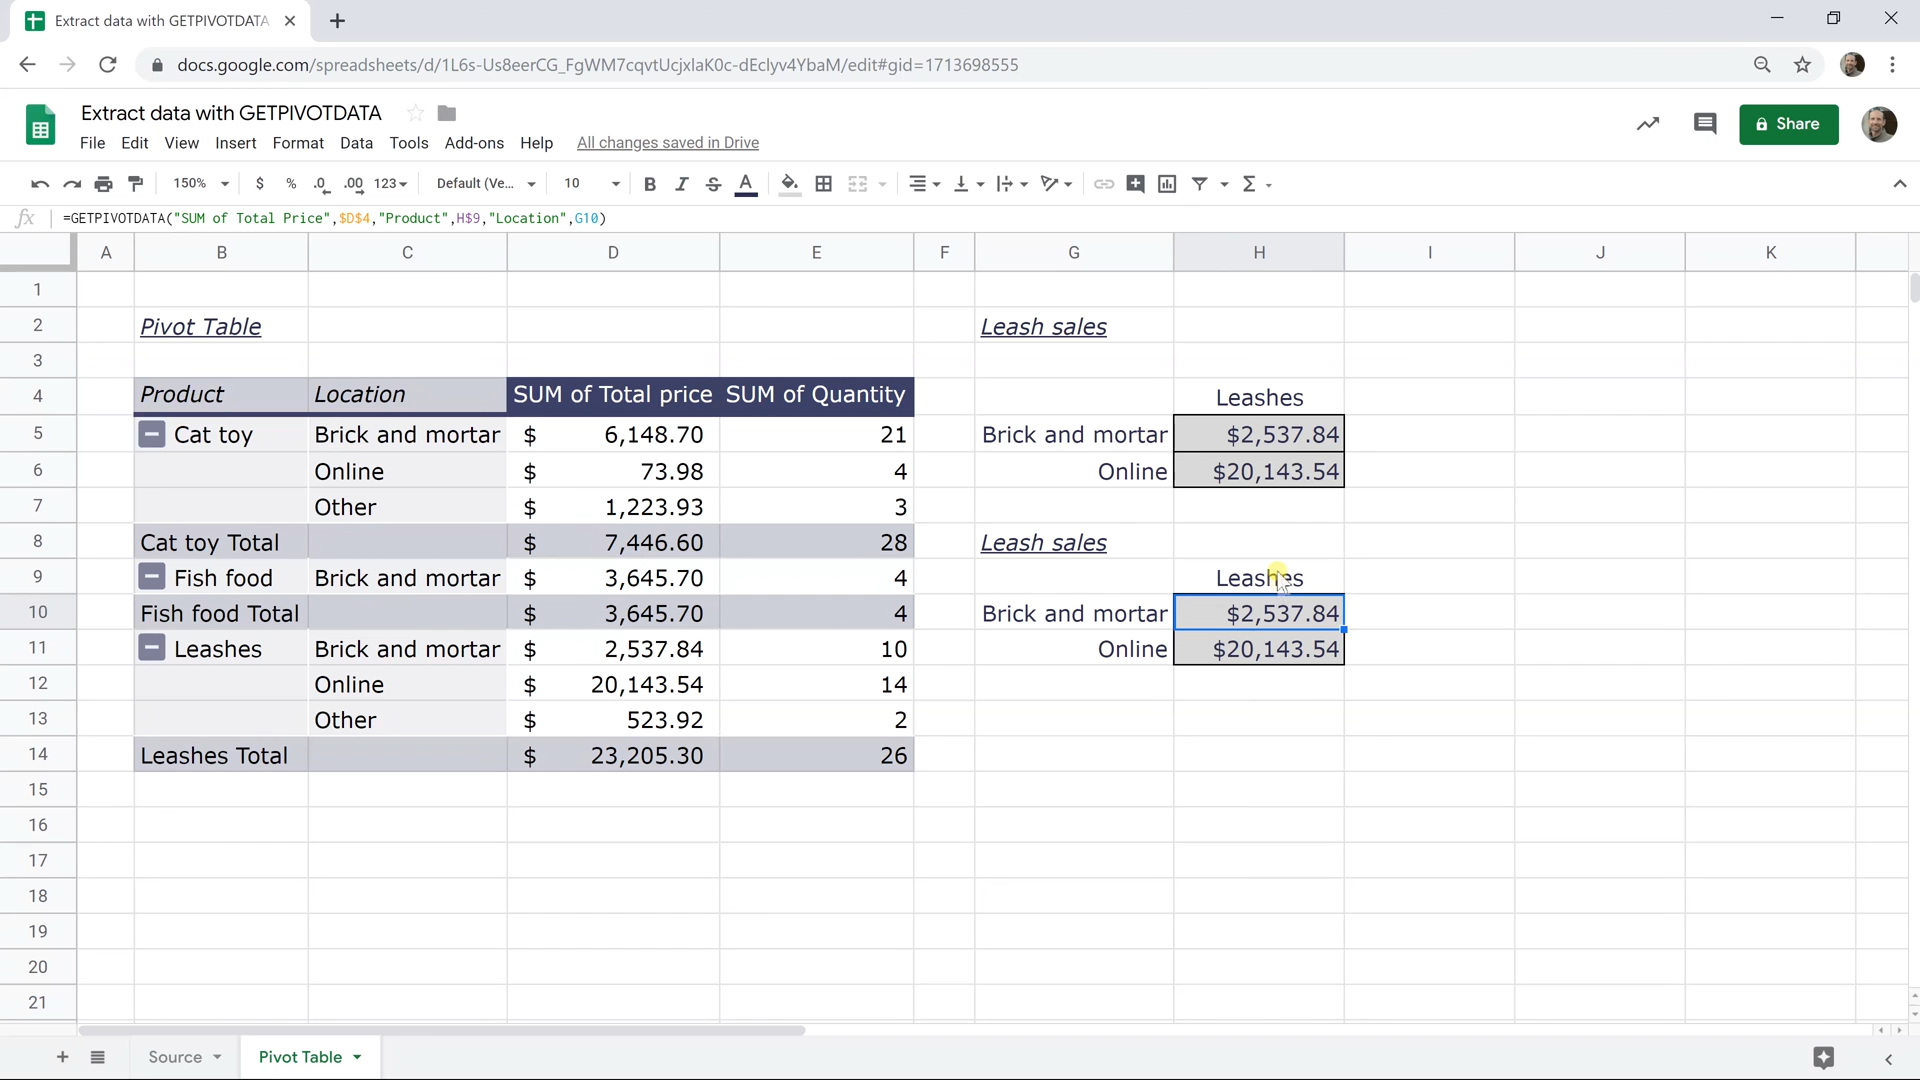 Extract data with GETPIVOTDATA
docs.google.com/spreadsheets/d/1L6s-Us8eerCG_FgWM7cqvtUcjxlaK0c-dEclyv4YbaM/edit#gid=1713698555
Extract data with GETPIVOTDATA
File Edit View Insert Format Data Tools Add-ons Help All changes saved in Drive
Share
150% $ % .0 .00 123 Default (Ve... 10 B I S A Σ
fx =GETPIVOTDATA("SUM of Total Price",$D$4,"Product",H$9,"Location",G10)
A B C D E F G H I J K
1
2 Pivot Table Leash sales
3
4 Product Location SUM of Total price SUM of Quantity Leashes
5 Cat toy Brick and mortar $ 6,148.70 21 Brick and mortar $2,537.84
6 Online $ 73.98 4 Online $20,143.54
7 Other $ 1,223.93 3
8 Cat toy Total $ 7,446.60 28 Leash sales
9 Fish food Brick and mortar $ 3,645.70 4 Leashes
10 Fish food Total $ 3,645.70 4 Brick and mortar $2,537.84
11 Leashes Brick and mortar $ 2,537.84 10 Online $20,143.54
12 Online $ 20,143.54 14
13 Other $ 523.92 2
14 Leashes Total $ 23,205.30 26
15
16
17
18
19
20
21
Source Pivot Table